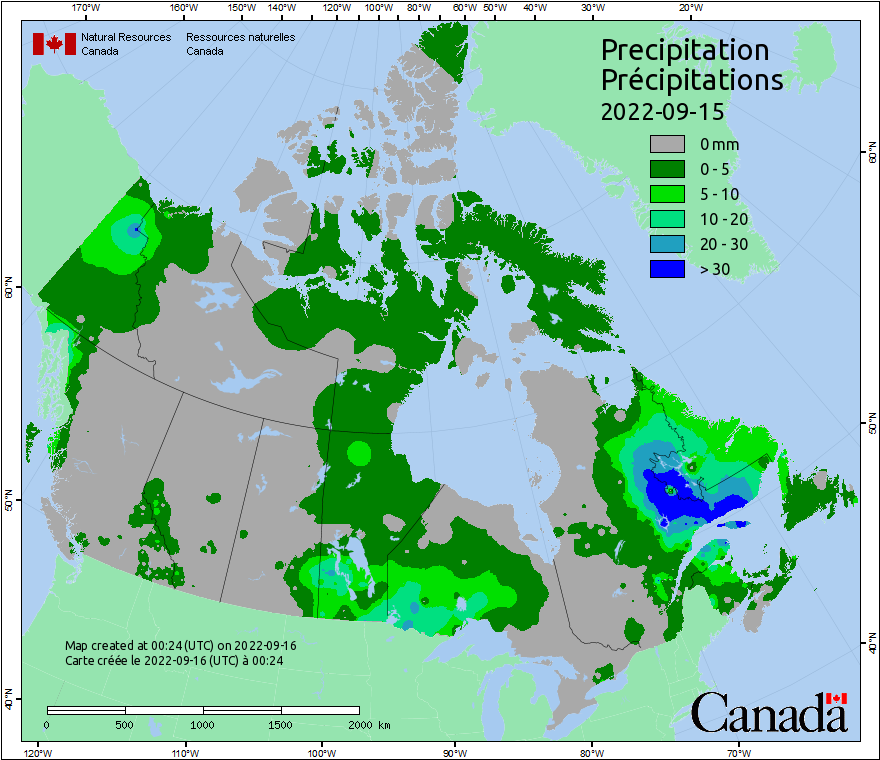 170°W 160°W 150°W 140°W 130°W 120°W 110°W 100°W 90°W 80°W 70°W 60°W 50°W 40°W 30°W 20°W
Natural Resources Ressources naturelles
Canada Canada
Precipitation
Précipitations
2022-09-15
0 mm
0 - 5
5 - 10
10 - 20
20 - 30
> 30
60°N
60°N
50°N
50°N
40°N
40°N
Map created at 00:24 (UTC) on 2022-09-16
Carte créée le 2022-09-16 (UTC) à 00:24
0 500 1000 1500 2000 km
Canada
120°W 110°W 100°W 90°W 80°W 70°W